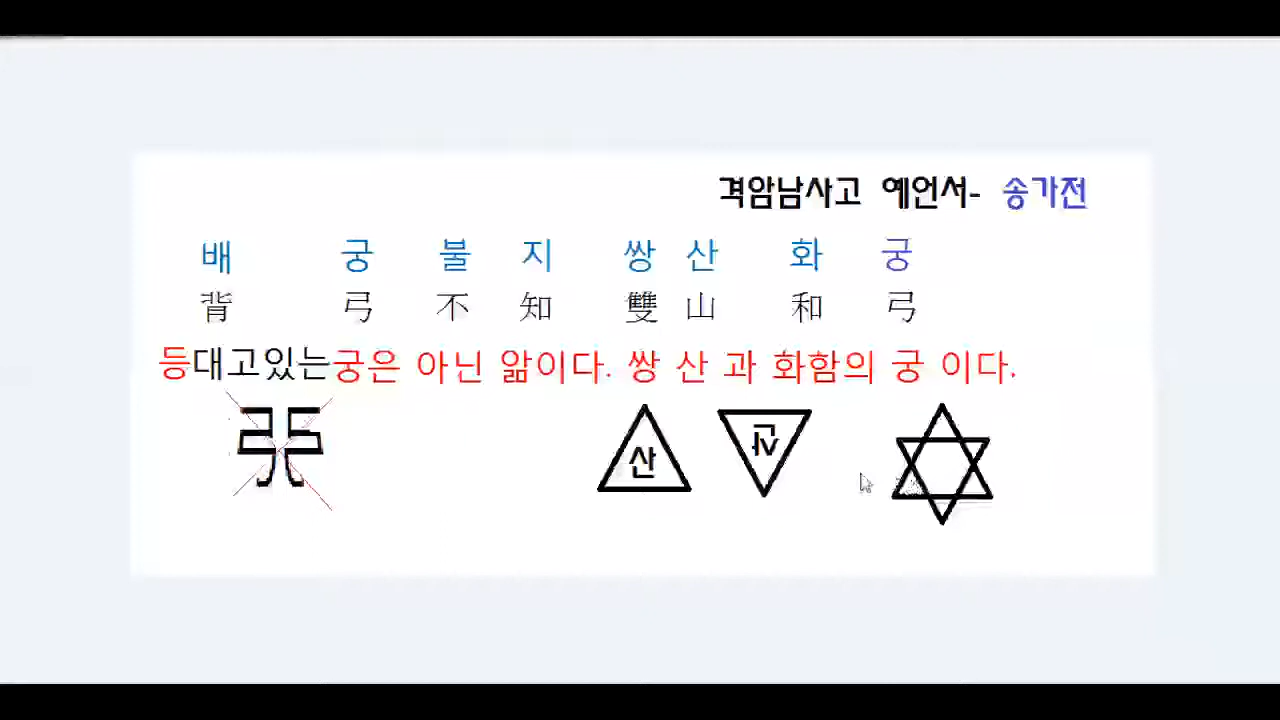 격암남사고 예언서- 송가전
배 궁 불 지 쌍 산 화 궁
背 弓 不 知 雙 山 和 弓
등대고있는궁은 아닌 앎이다. 쌍 산 과 화함의 궁 이다.
산